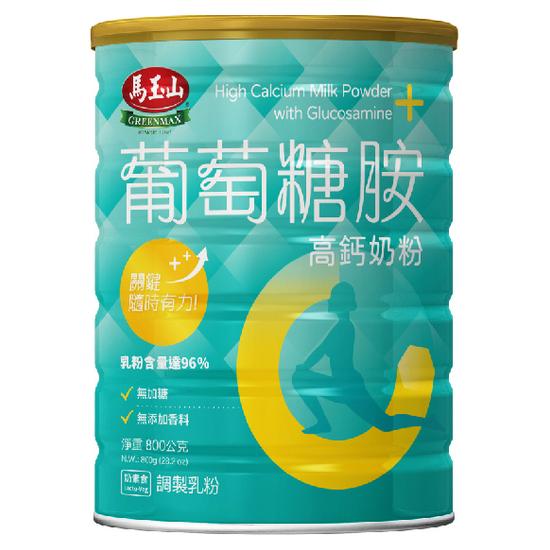 馬玉山
GREENMAX
High Calcium Milk Powder
with Glucosamine
+
葡萄糖胺
高鈣奶粉
關鍵
隨時有力!
乳粉含量達96%
✓ 無加糖
✓ 無添加香料
淨重 800公克
N.W.: 800g (28.2 oz)
奶素食
Lacto-Veg
調製乳粉